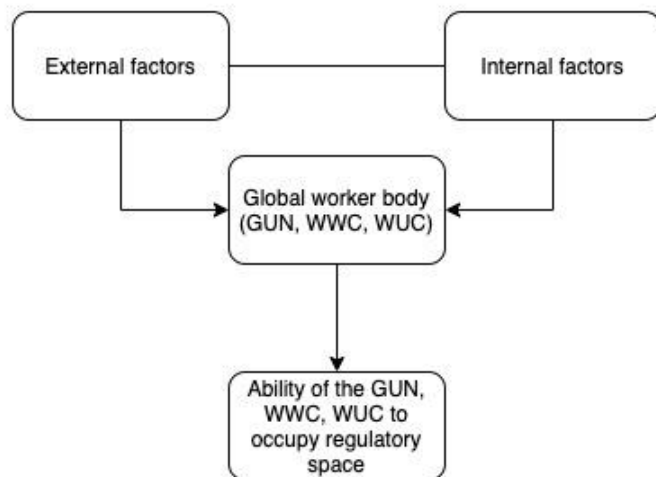 External factors
Internal factors
Global worker body
(GUN, WWC, WUC)
Ability of the GUN,
WWC, WUC to
occupy regulatory
space